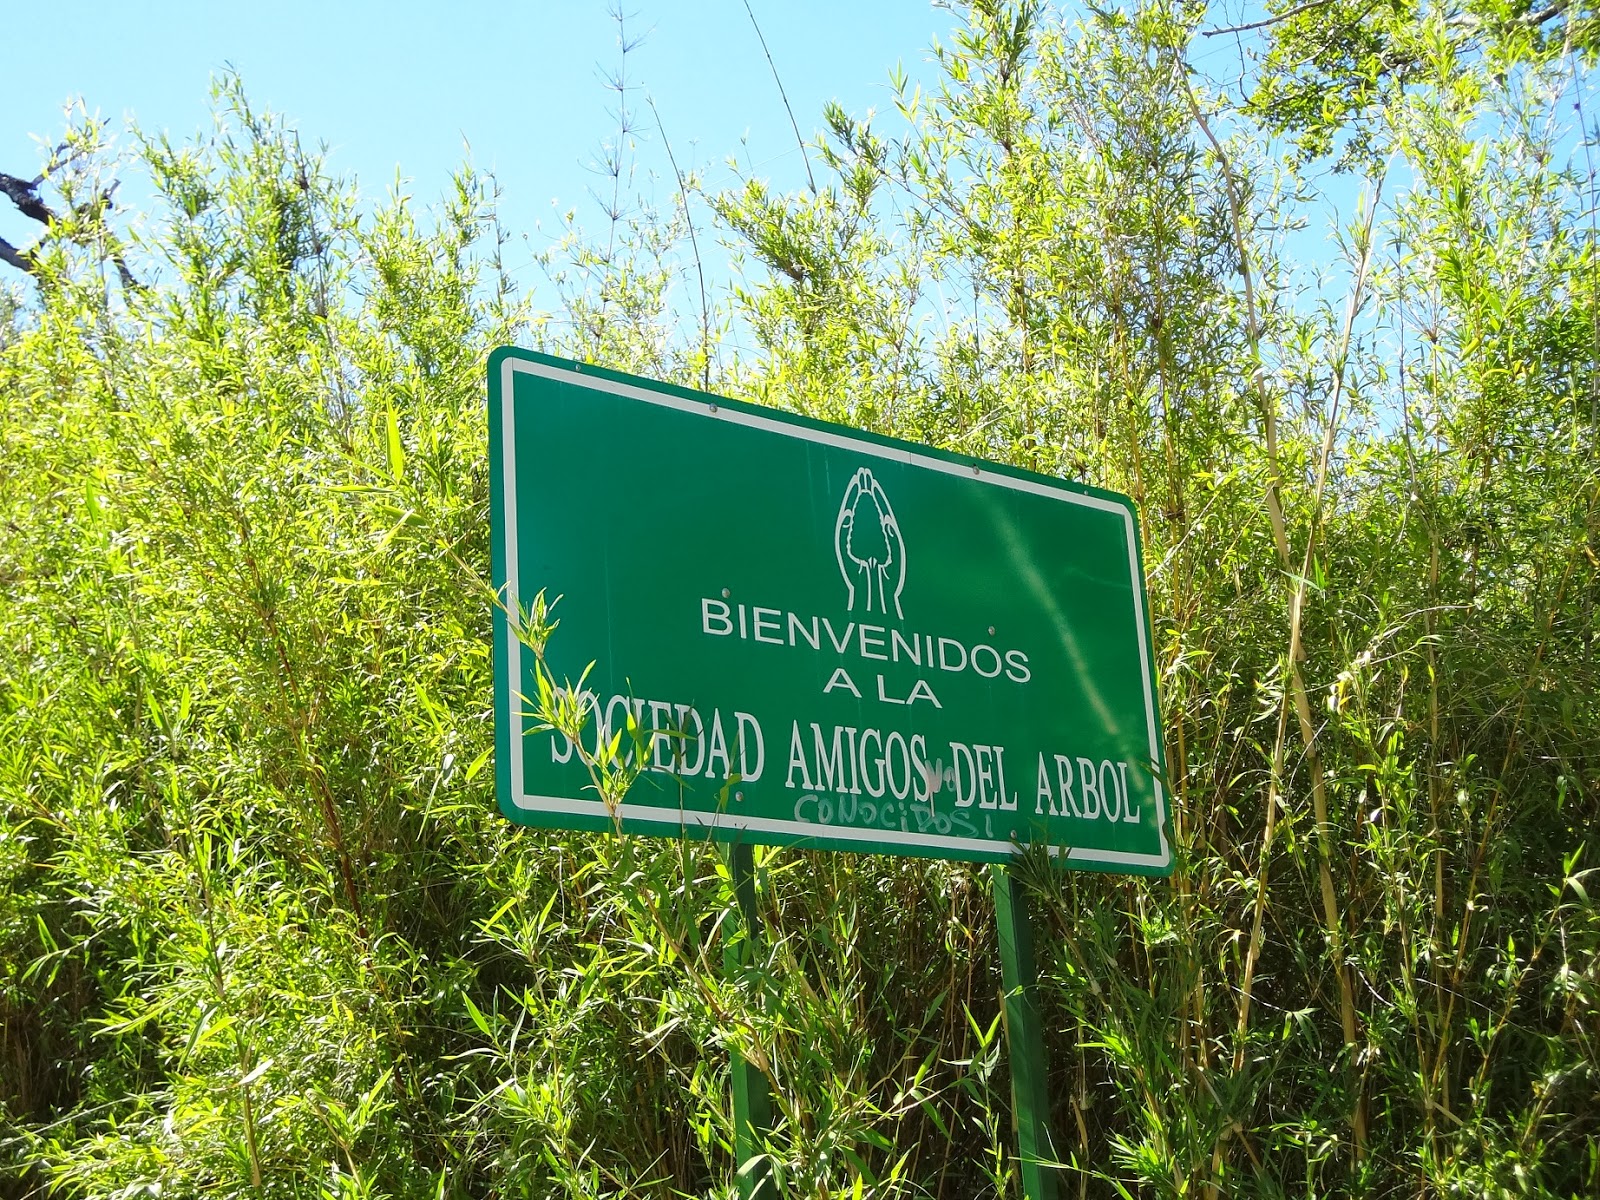 BIENVENIDOS
A LA
SOCIEDAD AMIGOS DEL ARBOL
CONOCIDOS